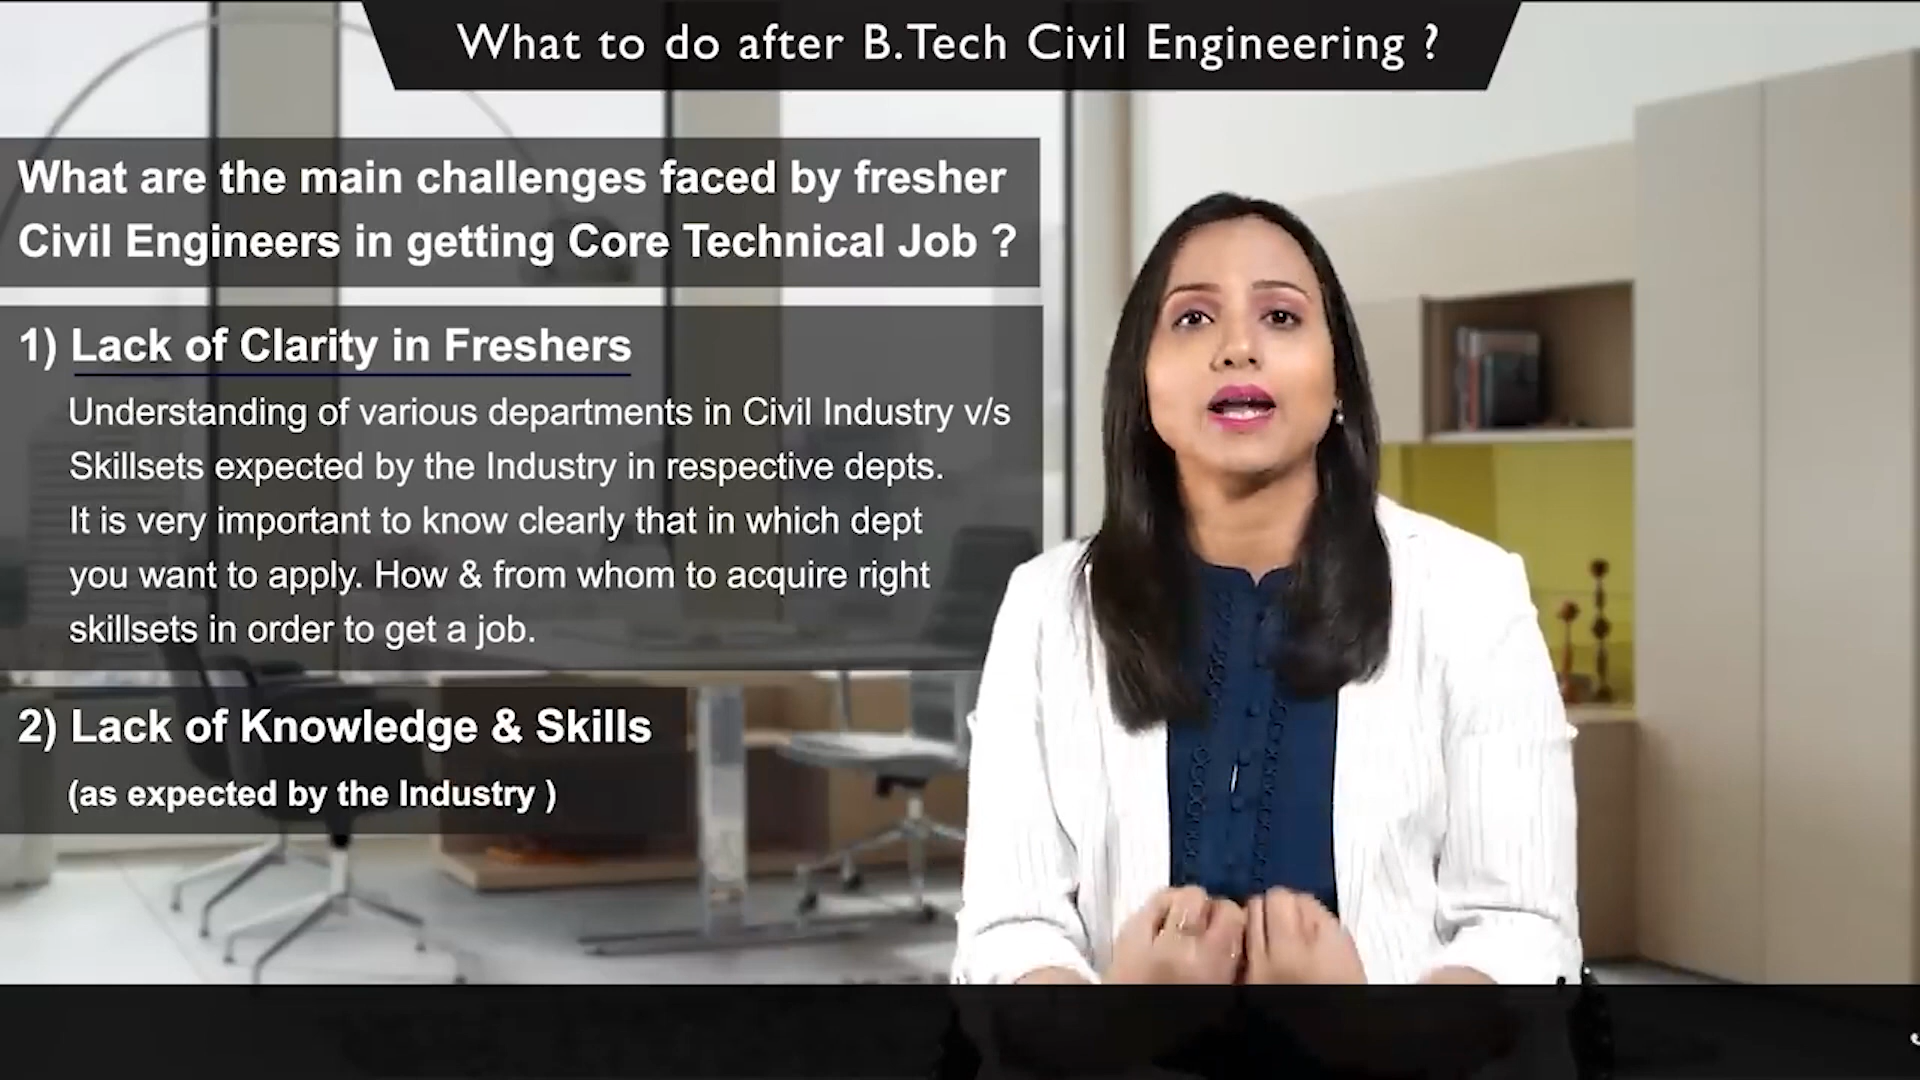 What to do after B.Tech Civil Engineering ?
What are the main challenges faced by fresher
Civil Engineers in getting Core Technical Job ?
1) Lack of Clarity in Freshers
Understanding of various departments in Civil Industry v/s
Skillsets expected by the Industry in respective depts.
It is very important to know clearly that in which dept
you want to apply. How & from whom to acquire right
skillsets in order to get a job.
2) Lack of Knowledge & Skills
(as expected by the Industry )